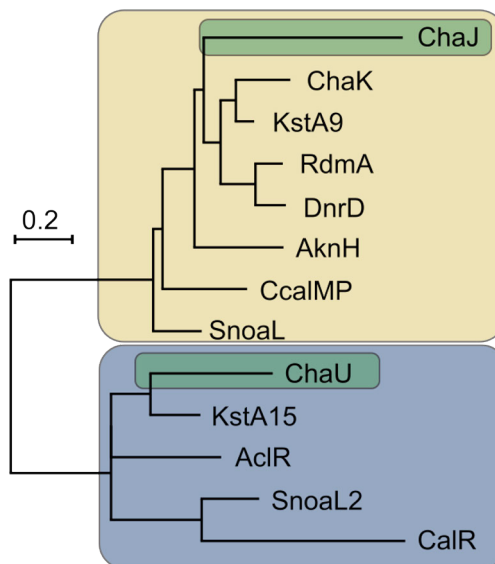 ChaJ
ChaK
KstA9
RdmA
0.2
DnrD
AknH
CcalMP
SnoaL
ChaU
KstA15
AclR
SnoaL2
CalR